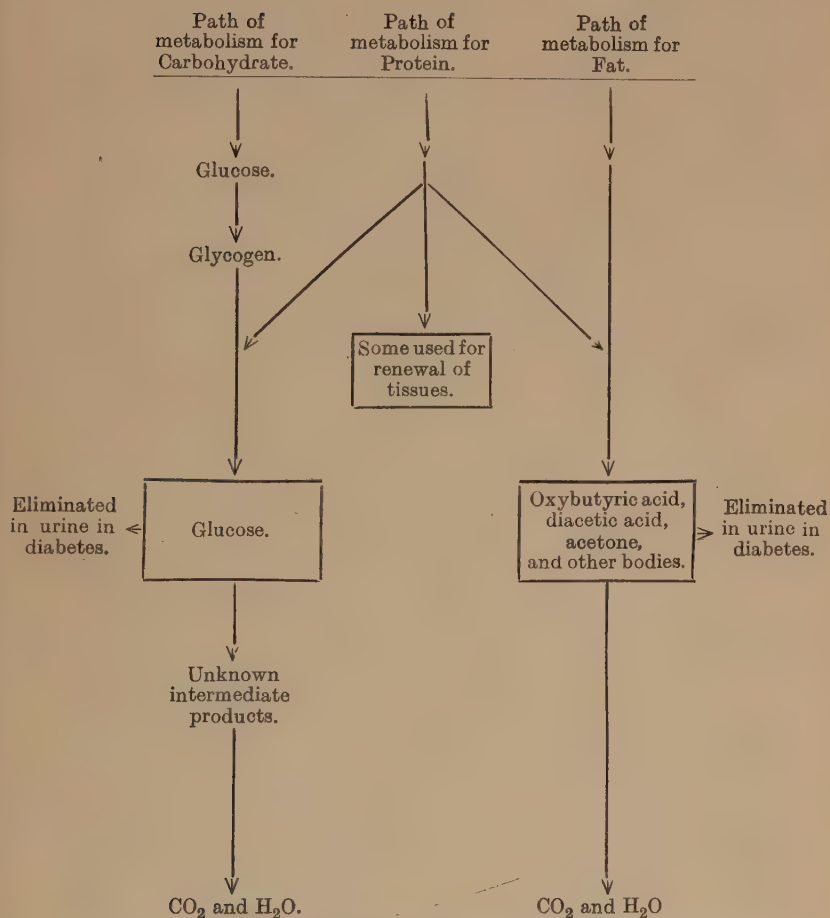 Path of
metabolism for
Carbohydrate.
Path of
metabolism for
Protein.
Path of
metabolism for
Fat.
Glucose.
Glycogen.
Some used for
renewal of
tissues.
Eliminated
in urine in
diabetes.
Glucose.
Oxybutyric acid,
diacetic acid,
acetone,
and other bodies.
Eliminated
in urine in
diabetes.
Unknown
intermediate
products.
CO₂ and H₂O.
CO₂ and H₂O